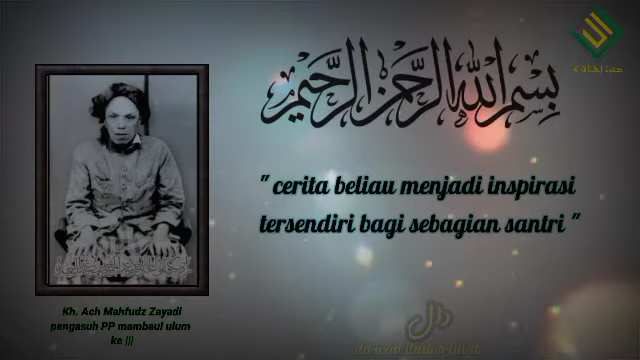 بسم الله الرحمن الرحيم
" cerita beliau menjadi inspirasi
tersendiri bagi sebagian santri "
Kh. Ach Mahfudz Zayadi
pengasuh PP mambaul ulum
ke |||